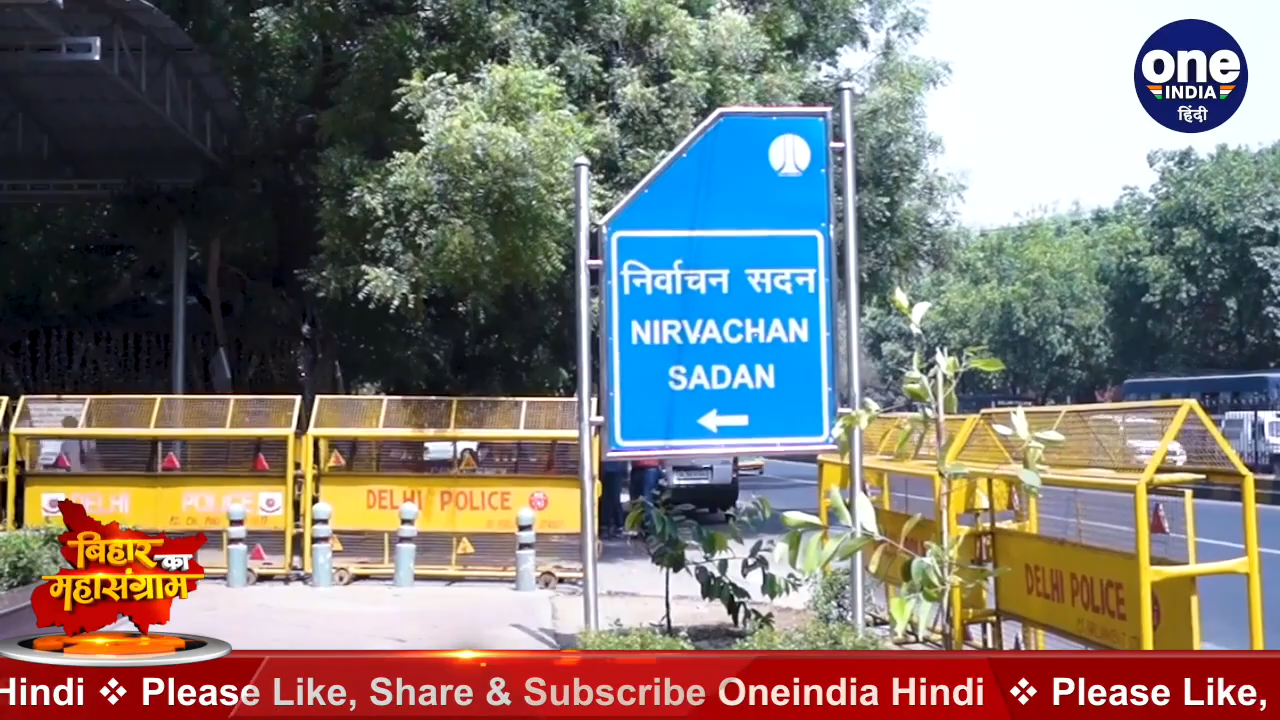 one
INDIA
हिंदी
निर्वाचन सदन
NIRVACHAN
SADAN
DELHI POLICE
DELHI POLICE
DELHI POLICE
बिहार का
महासंग्राम
Hindi ❖ Please Like, Share & Subscribe Oneindia Hindi ❖ Please Like,